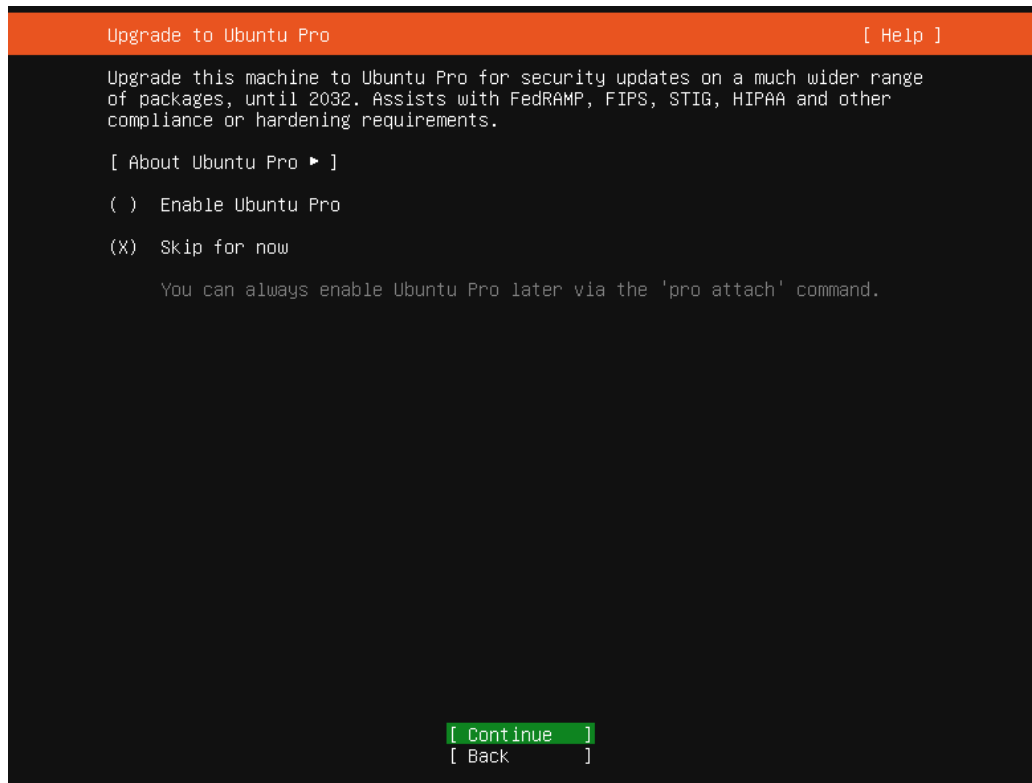 Upgrade to Ubuntu Pro [ Help ]
Upgrade this machine to Ubuntu Pro for security updates on a much wider range
of packages, until 2032. Assists with FedRAMP, FIPS, STIG, HIPAA and other
compliance or hardening requirements.
[ About Ubuntu Pro ► ]
( ) Enable Ubuntu Pro
(X) Skip for now
You can always enable Ubuntu Pro later via the 'pro attach' command.
[ Continue ]
[ Back ]